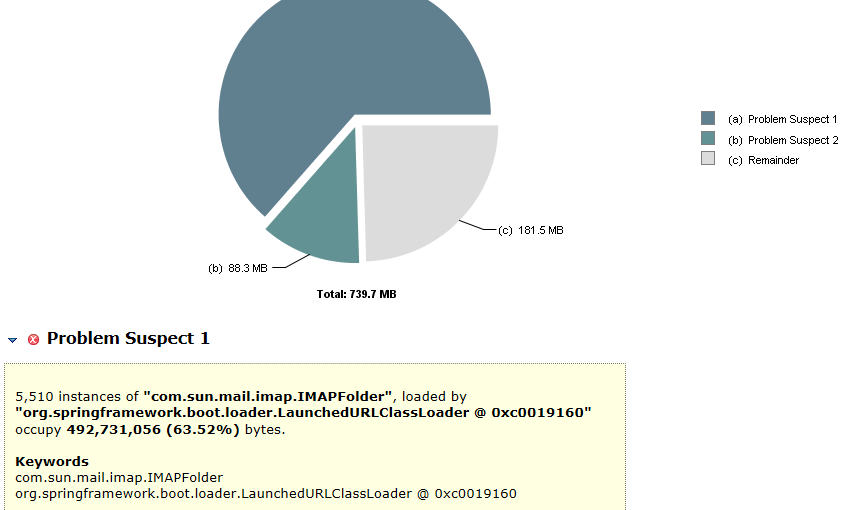 (a) Problem Suspect 1
(b) Problem Suspect 2
(c) Remainder
(c) 181.5 MB
(b) 88.3 MB
Total: 739.7 MB
Problem Suspect 1
5,510 instances of "com.sun.mail.imap.IMAPFolder", loaded by
"org.springframework.boot.loader.LaunchedURLClassLoader @ 0xc0019160"
occupy 492,731,056 (63.52%) bytes.
Keywords
com.sun.mail.imap.IMAPFolder
org.springframework.boot.loader.LaunchedURLClassLoader @ 0xc0019160